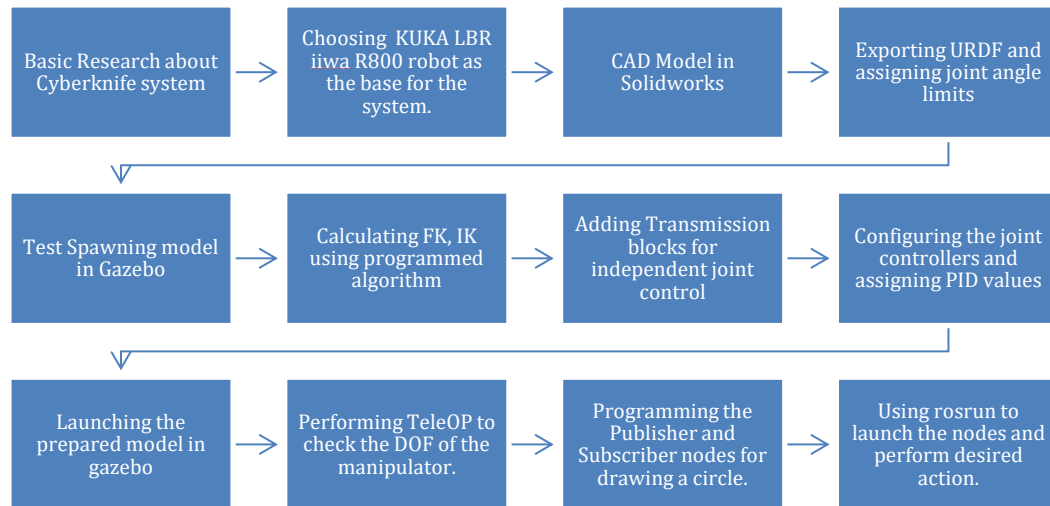 Basic Research about
Cyberknife system
Choosing KUKA LBR
iiwa R800 robot as
the base for the
system.
CAD Model in
Solidworks
Exporting URDF and
assigning joint angle
limits
Test Spawning model
in Gazebo
Calculating FK, IK
using programmed
algorithm
Adding Transmission
blocks for
independent joint
control
Configuring the joint
controllers and
assigning PID values
Launching the
prepared model in
gazebo
Performing TeleOP to
check the DOF of the
manipulator.
Programming the
Publisher and
Subscriber nodes for
drawing a circle.
Using rosrun to
launch the nodes and
perform desired
action.